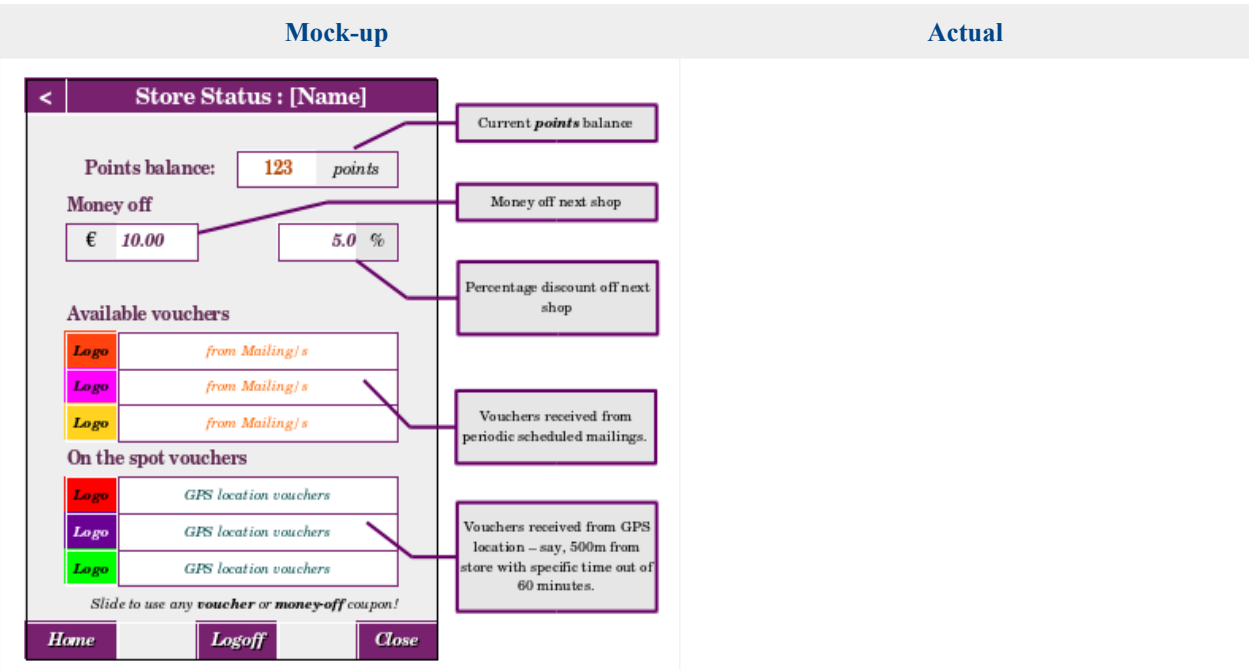 Mock-up
Actual
<
Store Status : [Name]
Points balance:
123
points
Money off
€
10.00
5.0
%
Available vouchers
Logo
from Mailing/s
Logo
from Mailing/s
Logo
from Mailing/s
On the spot vouchers
Logo
GPS location vouchers
Logo
GPS location vouchers
Logo
GPS location vouchers
Slide to use any voucher or money-off coupon!
Home
Logoff
Close
Current points balance
Money off next shop
Percentage discount off next
shop
Vouchers received from
periodic scheduled mailings.
Vouchers received from GPS
location – say, 500m from
store with specific time out of
60 minutes.